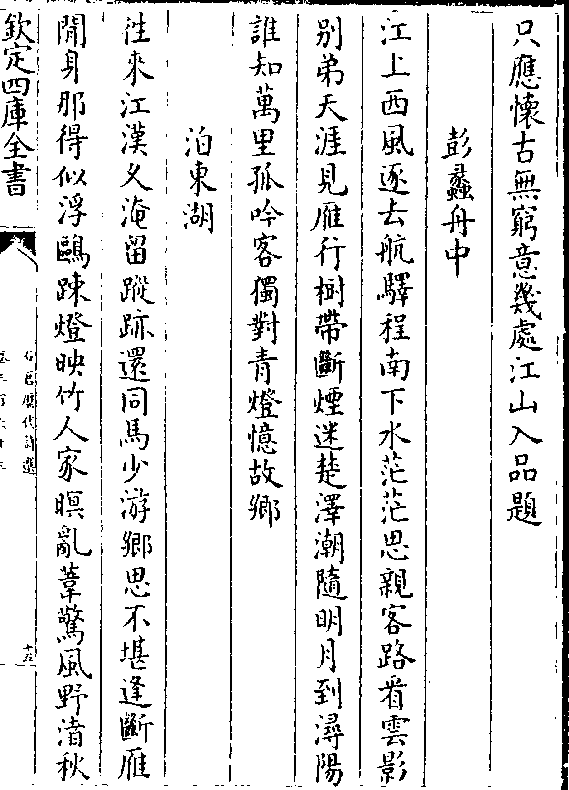 只應懷古無窮意幾處江山入品題
彭蠡舟中
江上西風逐去航驛程南下水茫茫思親客路看雲影
别弟天涯見雁行樹帶斷煙迷楚澤潮隨明月到潯陽
誰知萬里孤吟客獨對青燈憶故鄉
泊東湖
徃來江漢乆淹留蹤跡還同馬少游鄉思不堪逢斷雁
閒身那得似浮鷗踈燈映竹人家暝亂葦驚風野渚秋
欽定四庫全書